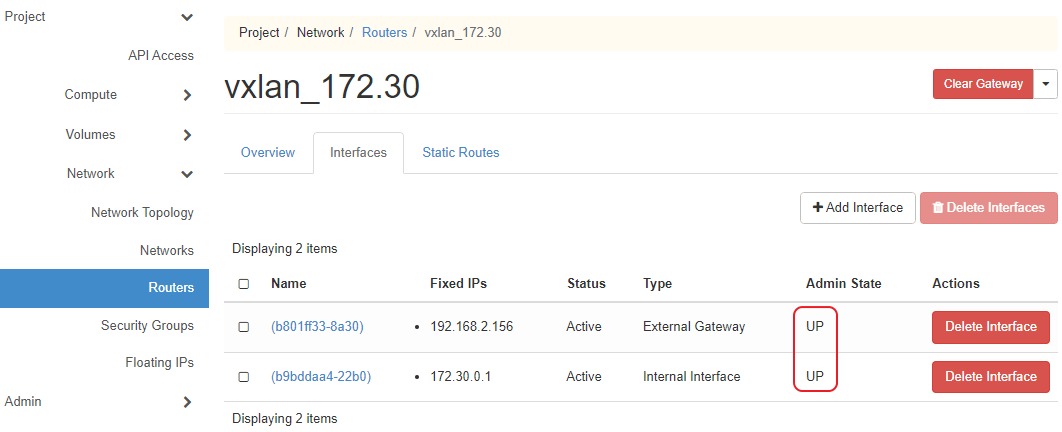 Project
API Access
Compute
Volumes
Network
Network Topology
Networks
Routers
Security Groups
Floating IPs
Admin
Project / Network / Routers / vxlan_172.30
vxlan_172.30
Clear Gateway
Overview Interfaces Static Routes
Add Interface Delete Interfaces
Displaying 2 items
Name Fixed IPs Status Type Admin State Actions
(b801ff33-8a30) • 192.168.2.156 Active External Gateway UP Delete Interface
(b9bddaa4-22b0) • 172.30.0.1 Active Internal Interface UP Delete Interface
Displaying 2 items